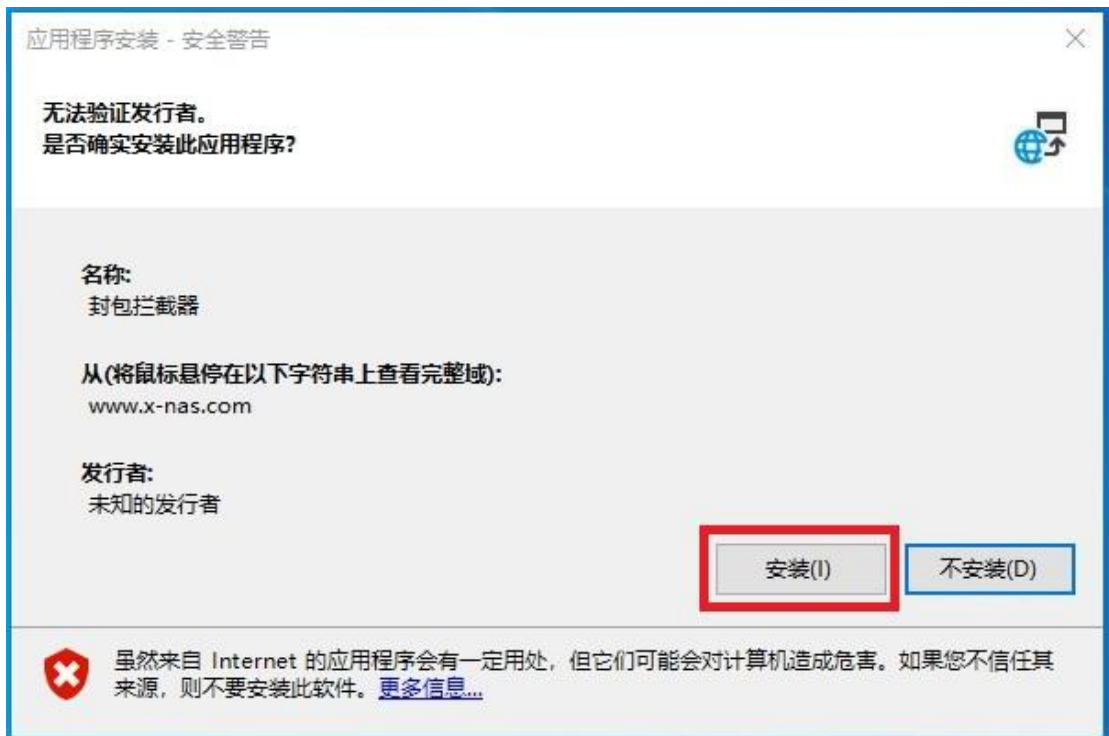 应用程序安装 - 安全警告
无法验证发行者。
是否确实安装此应用程序?
名称:
封包拦截器
从(将鼠标悬停在以下字符串上查看完整域):
www.x-nas.com
发行者:
未知的发行者
安装(I)
不安装(D)
虽然来自 Internet 的应用程序会有一定用处，但它们可能会对计算机造成危害。如果您不信任其
来源，则不要安装此软件。更多信息...